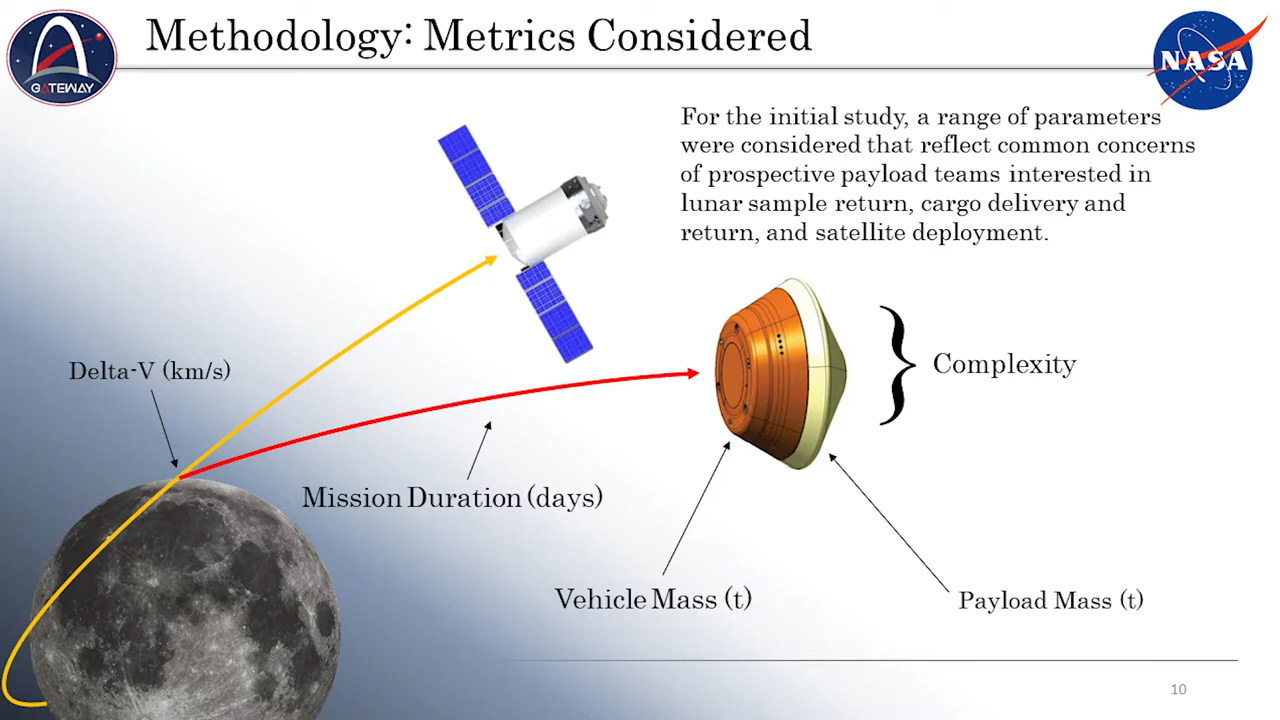 Methodology: Metrics Considered
GATEWAY
NASA
For the initial study, a range of parameters
were considered that reflect common concerns
of prospective payload teams interested in
lunar sample return, cargo delivery and
return, and satellite deployment.
Delta-V (km/s)
} Complexity
Mission Duration (days)
Vehicle Mass (t)
Payload Mass (t)
10